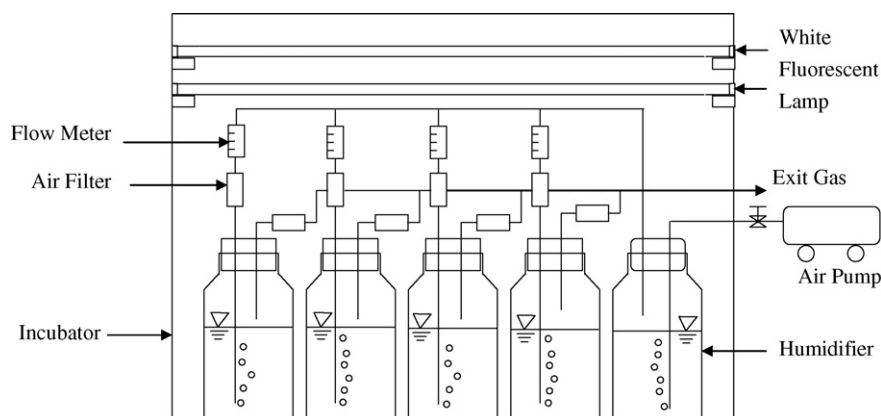 White
Fluorescent
Lamp
Flow Meter
Air Filter
Exit Gas
Air Pump
Incubator
Humidifier